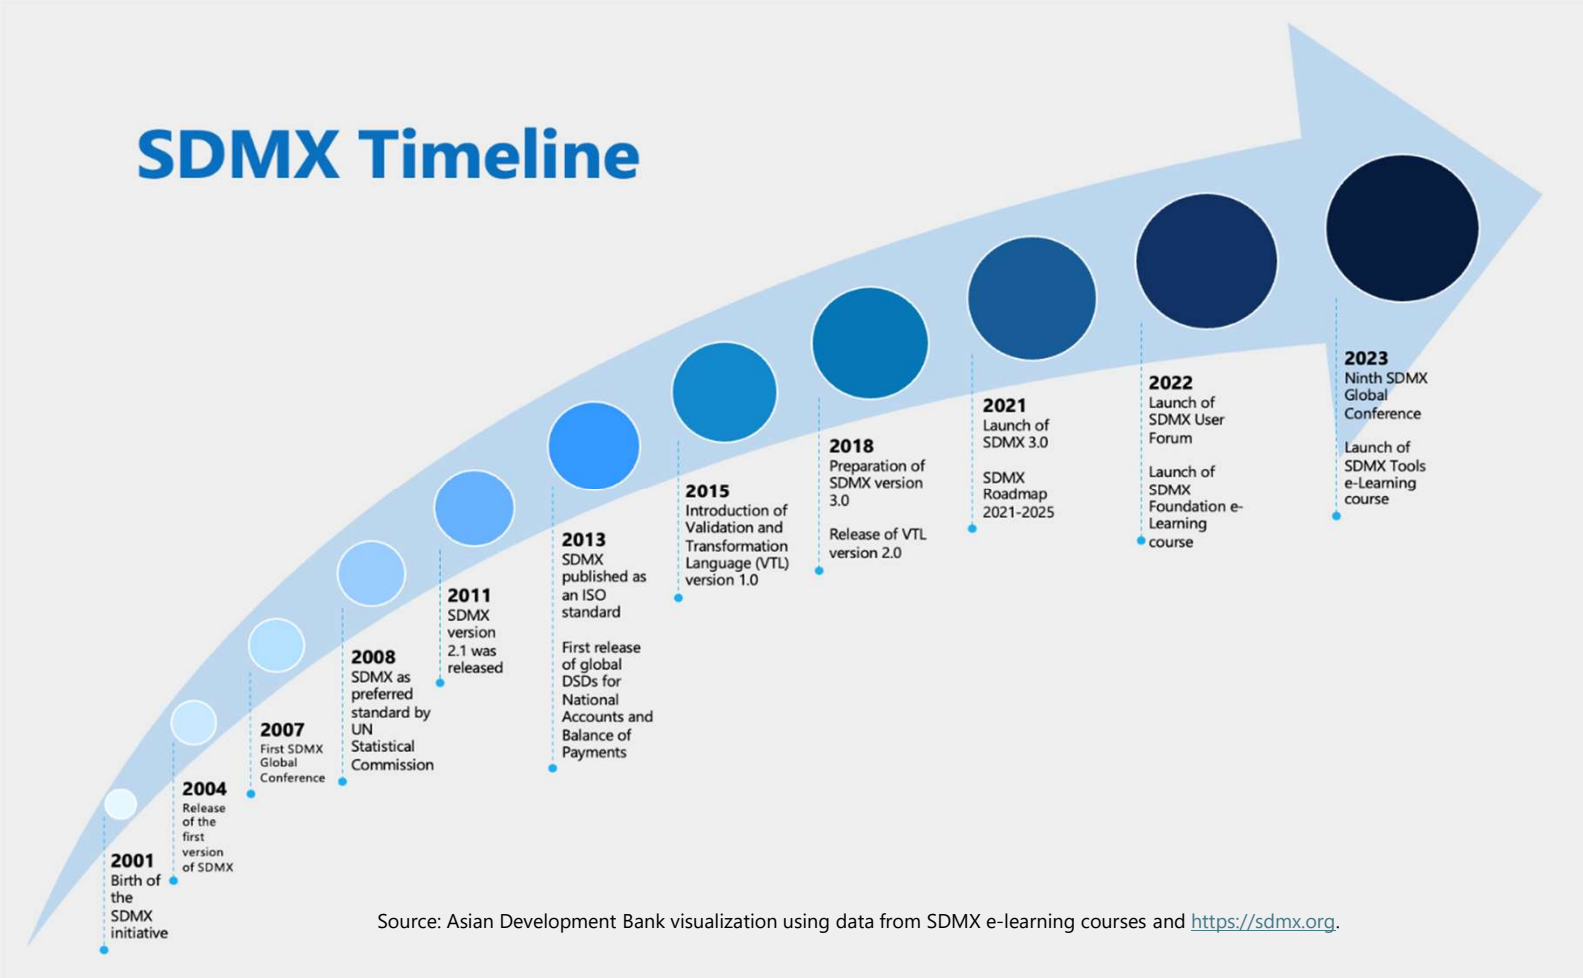 SDMX Timeline
2001
Birth of
the
SDMX
initiative
2004
Release
of the
first
version
of SDMX
2007
First SDMX
Global
Conference
2008
SDMX as
preferred
standard by
UN
Statistical
Commission
2011
SDMX
version
2.1 was
released
2013
SDMX
published as
an ISO
standard
First release
of global
DSDs for
National
Accounts and
Balance of
Payments
2015
Introduction of
Validation and
Transformation
Language (VTL)
version 1.0
2018
Preparation of
SDMX version
3.0
Release of VTL
version 2.0
2021
Launch of
SDMX 3.0
SDMX
Roadmap
2021-2025
2022
Launch of
SDMX User
Forum
Launch of
SDMX
Foundation e-
Learning
course
2023
Ninth SDMX
Global
Conference
Launch of
SDMX Tools
e-Learning
course
Source: Asian Development Bank visualization using data from SDMX e-learning courses and https://sdmx.org.